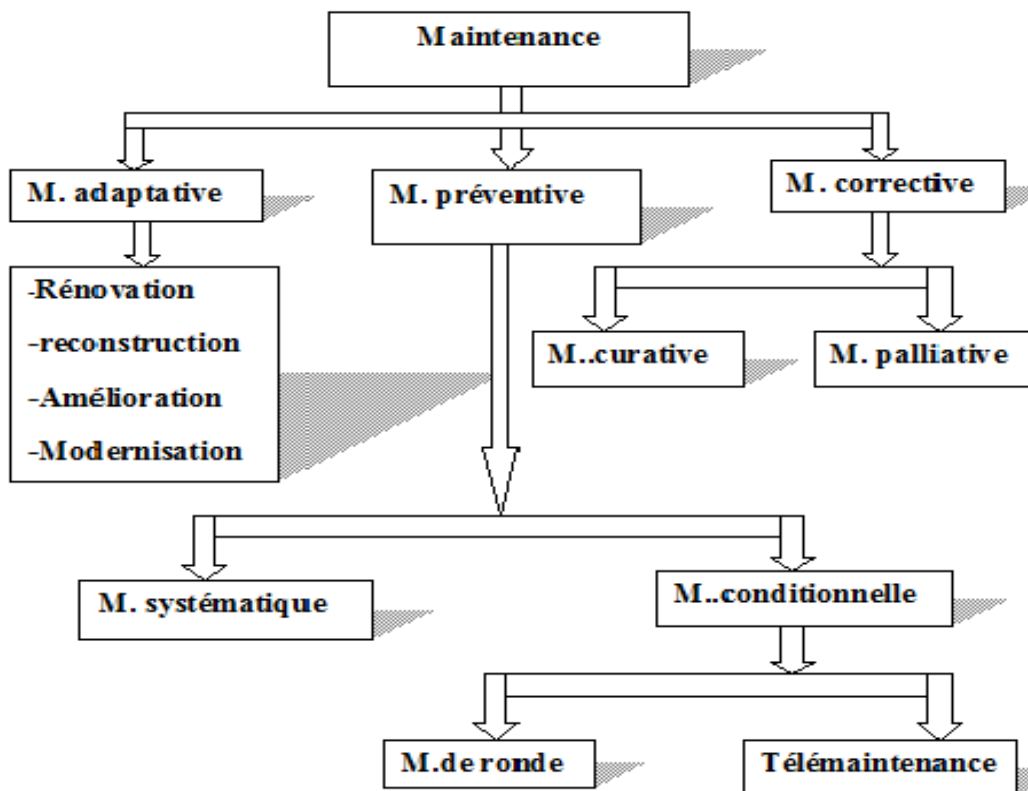 Maintenance
M. adaptative
M. préventive
M. corrective
-Rénovation
-reconstruction
-Amélioration
-Modernisation
M..curative
M. palliative
M. systématique
M..conditionnelle
M.de ronde
Télémaintenance